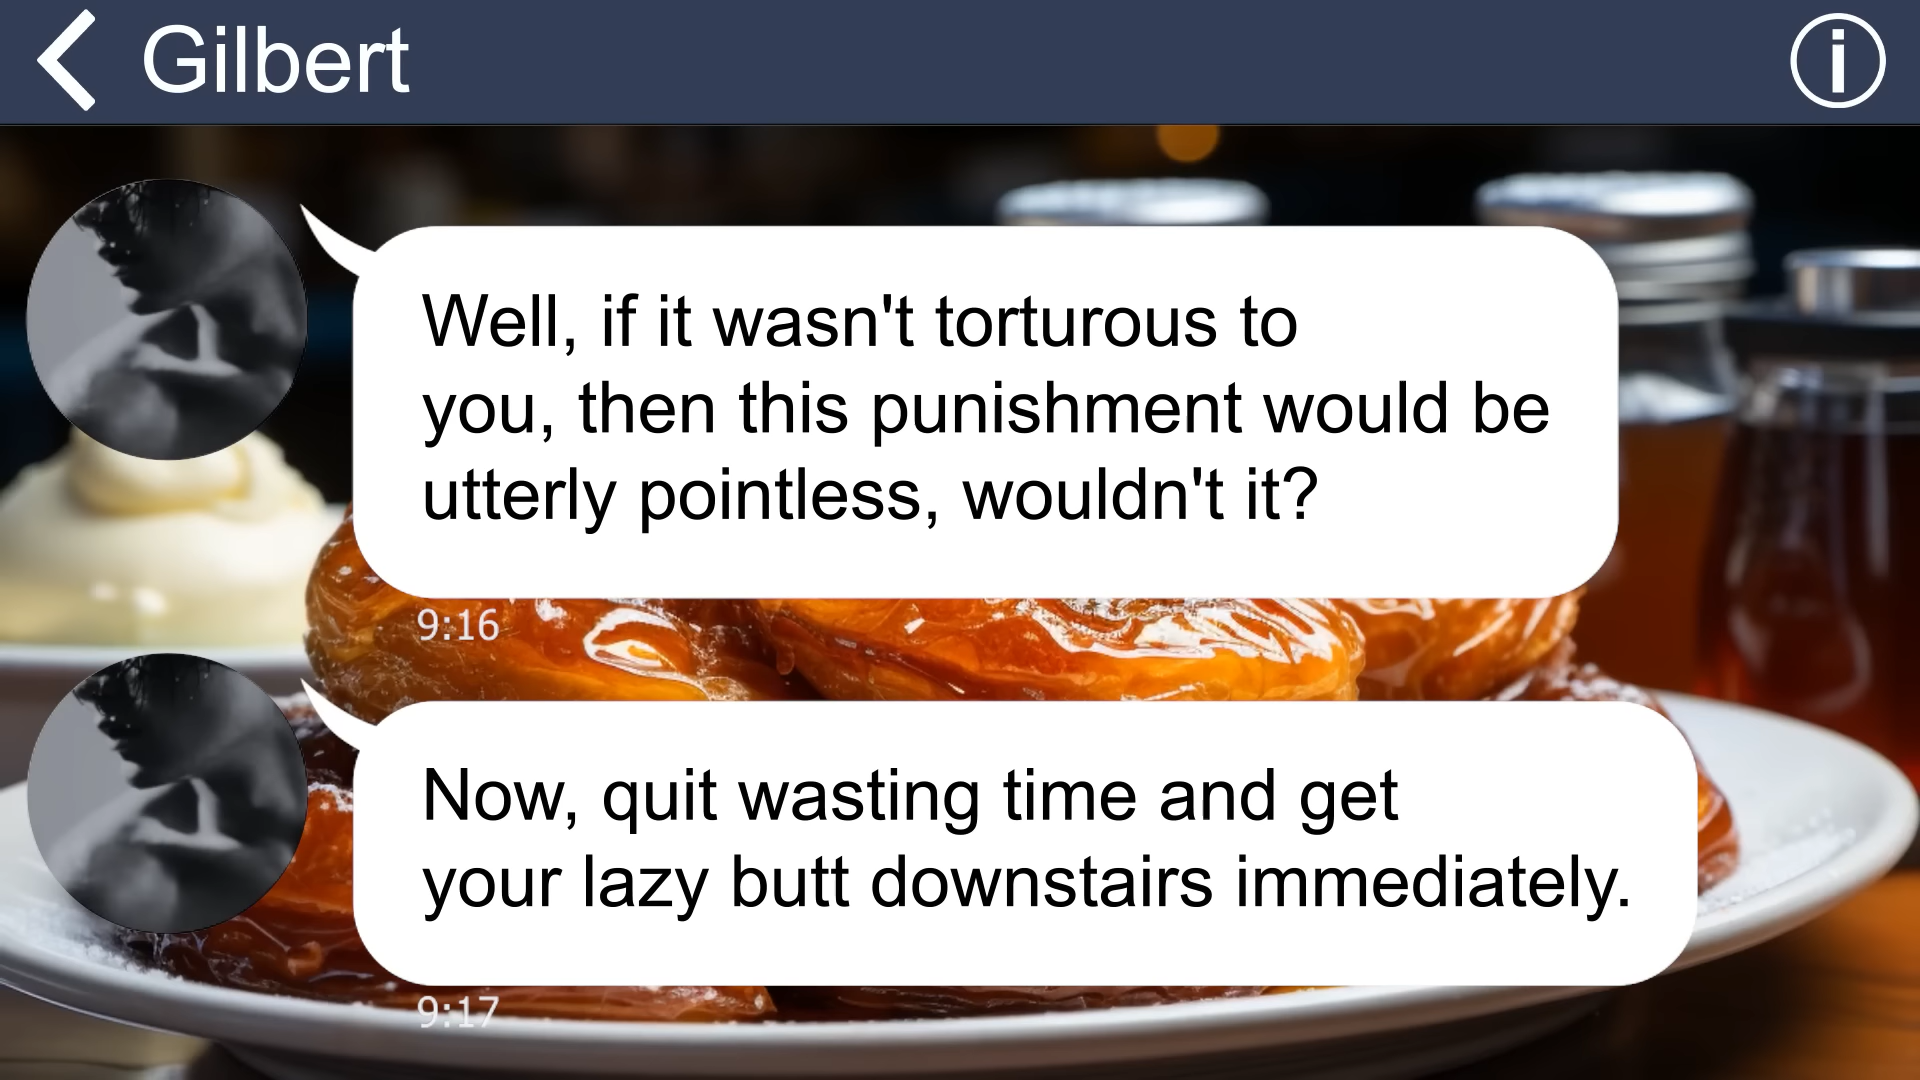 Gilbert
Well, if it wasn't torturous to
you, then this punishment would be
utterly pointless, wouldn't it?
9:16
Now, quit wasting time and get
your lazy butt downstairs immediately.
9:17